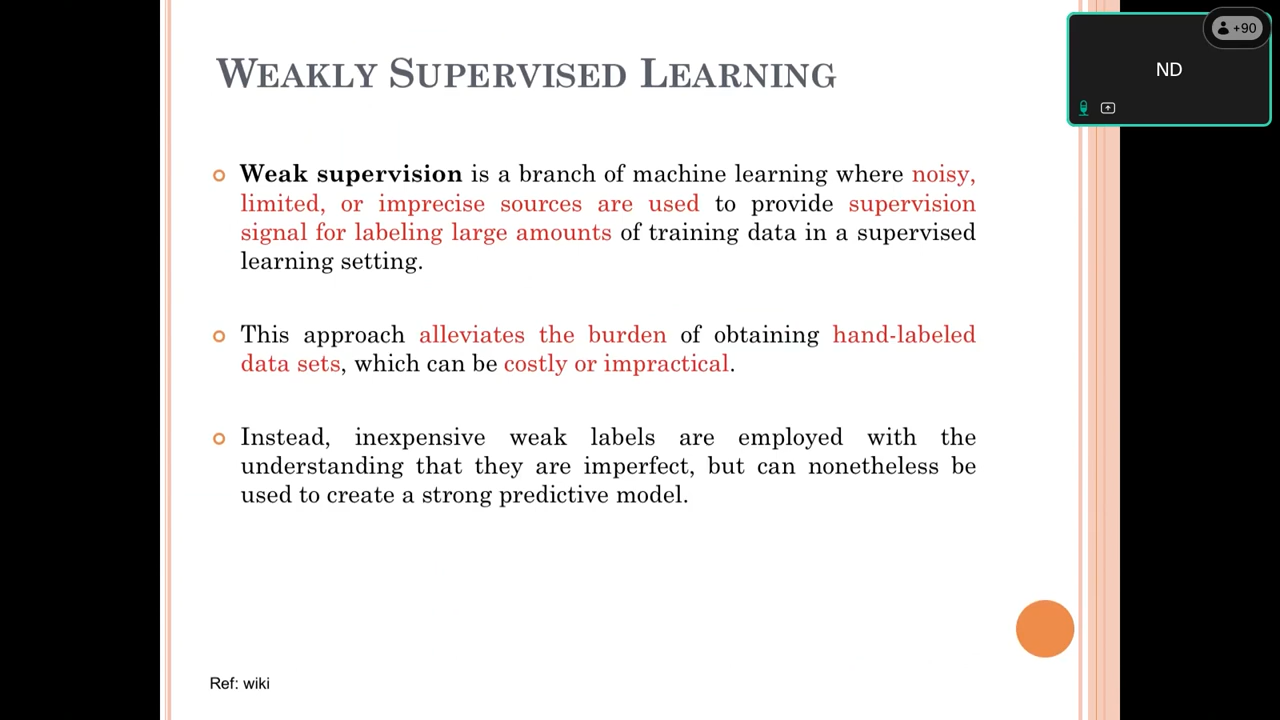 WEAKLY SUPERVISED LEARNING
+90
ND
Weak supervision is a branch of machine learning where noisy,
limited, or imprecise sources are used to provide supervision
signal for labeling large amounts of training data in a supervised
learning setting.
This approach alleviates the burden of obtaining hand-labeled
data sets, which can be costly or impractical.
Instead, inexpensive weak labels are employed with the
understanding that they are imperfect, but can nonetheless be
used to create a strong predictive model.
Ref: wiki